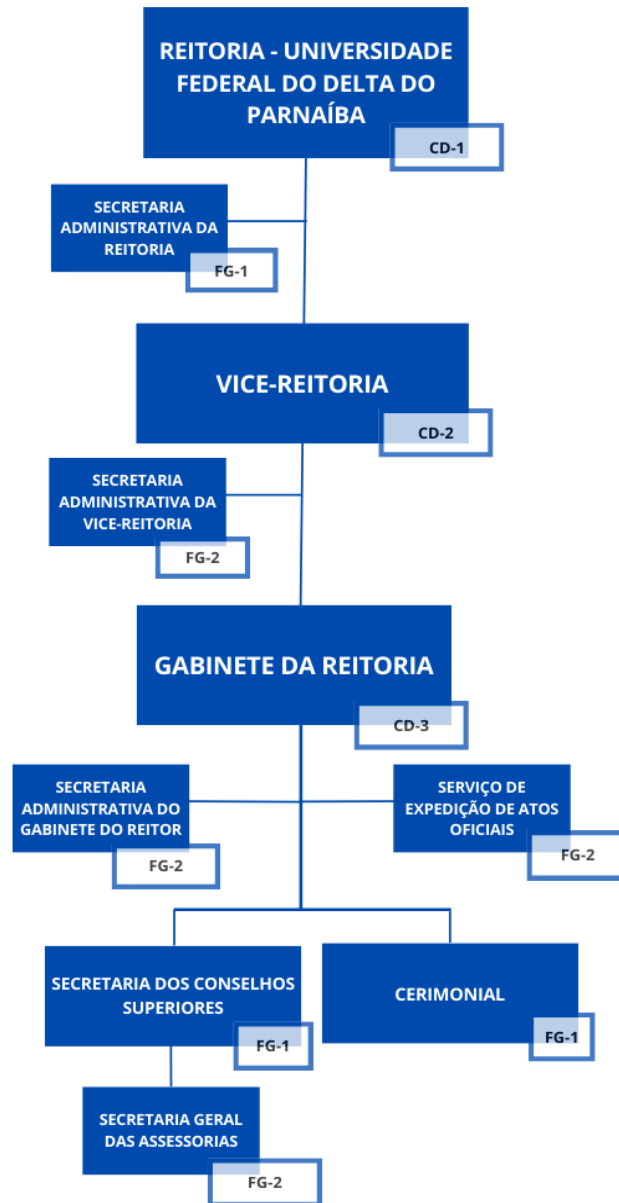 REITORIA - UNIVERSIDADE
FEDERAL DO DELTA DO
PARNAÍBA
CD-1
SECRETARIA
ADMINISTRATIVA DA
REITORIA
FG-1
VICE-REITORIA
CD-2
SECRETARIA
ADMINISTRATIVA DA
VICE-REITORIA
FG-2
GABINETE DA REITORIA
CD-3
SECRETARIA
ADMINISTRATIVA DO
GABINETE DO REITOR
FG-2
SERVIÇO DE
EXPEDIÇÃO DE ATOS
OFICIAIS
FG-2
SECRETARIA DOS CONSELHOS
SUPERIORES
FG-1
CERIMONIAL
FG-1
SECRETARIA GERAL
DAS ASSESSORIAS
FG-2